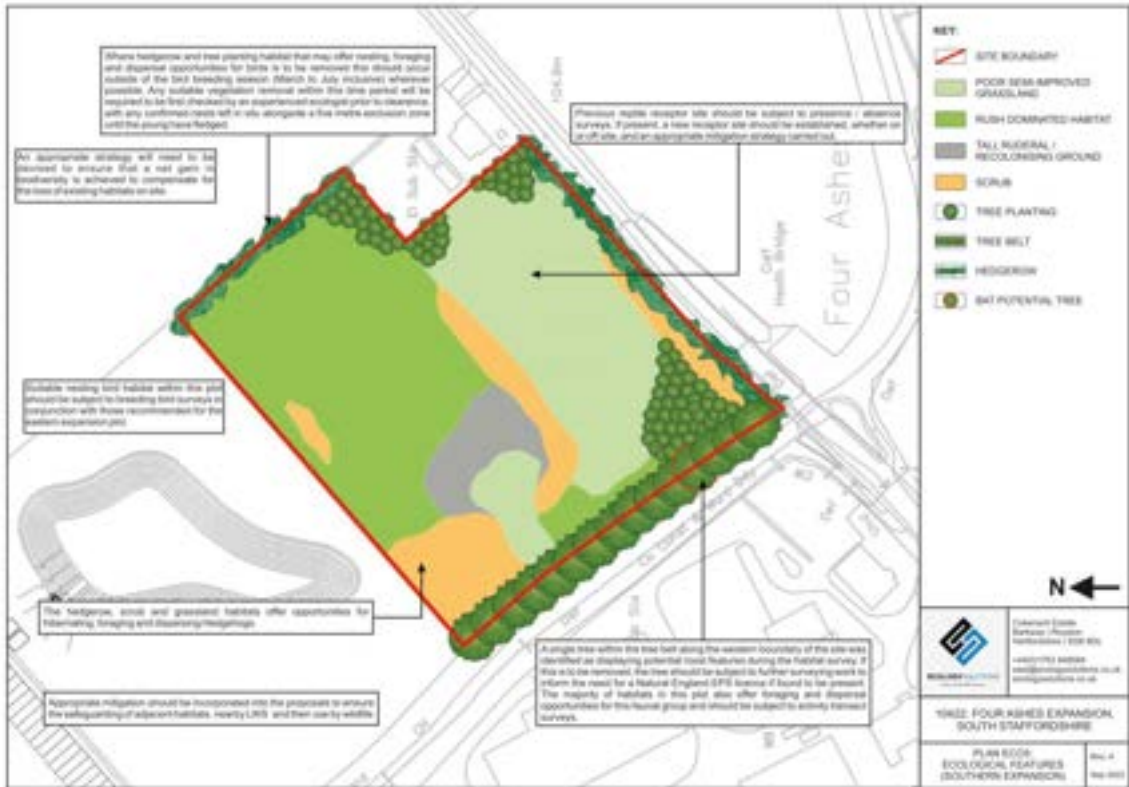 Where hedgerow and tree planting habitat that may offer nesting, foraging
and dispersal opportunities for birds is to be removed this should occur
outside of the bird breeding season (March to July inclusive) wherever
possible. Any suitable vegetation removal within this time period will be
required to be first checked by an experienced ecologist prior to clearance,
with any confirmed nests left in situ alongside a five metre exclusion zone
until the young have fledged.
An appropriate strategy will need to be
devised to ensure that a net gain in
biodiversity is achieved to compensate for
the loss of existing habitats on site.
Previous reptile receptor site should be subject to presence / absence
surveys. If present, a new receptor site should be established, whether on
or off site, and an appropriate mitigation strategy carried out.
El Sub Sta
Calf
Heath Bridge
Four Ashe
Suitable nesting bird habitat within this plot
should be subject to breeding bird surveys in
conjunction with those recommended for the
eastern expansion plot.
The hedgerow, scrub and grassland habitats offer opportunities for
hibernating, foraging and dispersing Hedgehogs.
Appropriate mitigation should be incorporated into the proposals to ensure
the safeguarding of adjacent habitats, nearby LWS and then use by wildlife.
A single tree within the tree belt along the western boundary of the site was
identified as displaying potential roost features during the habitat survey. If
this is to be removed, the tree should be subject to further surveying work to
inform the need for a Natural England EPS licence if found to be present.
The majority of habitats in this plot also offer foraging and dispersal
opportunities for this faunal group and should be subject to activity transect
surveys.
KEY:
SITE BOUNDARY
POOR SEMI-IMPROVED
GRASSLAND
RUSH DOMINATED HABITAT
TALL RUDERAL /
RECOLONISING GROUND
SCRUB
TREE PLANTING
TREE BELT
HEDGEROW
BAT POTENTIAL TREE
N
ECOLOGY SOLUTIONS
FOUR ASHES EXPANSION,
SOUTH STAFFORDSHIRE
ECOLOGICAL FEATURES
(SOUTHERN EXPANSION)